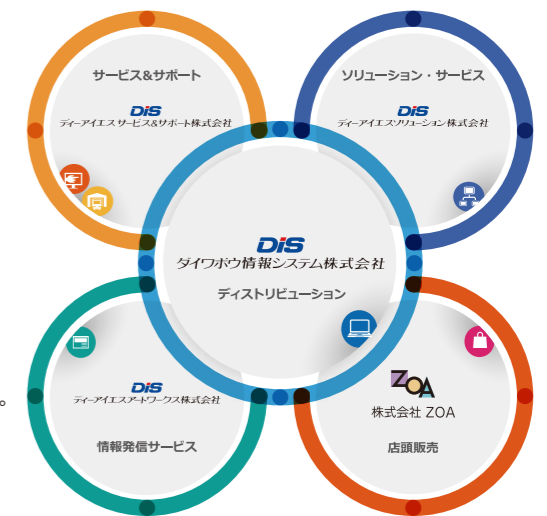 サービス&サポート
DiS
ディーアイエスサービス&サポート株式会社
ソリューション・サービス
DiS
ディーアイエスソリューション株式会社
DiS
ダイワボウ情報システム株式会社
ディストリビューション
DiS
ディーアイエスアートワークス株式会社
情報発信サービス
ZOA
株式会社 ZOA
店頭販売
。